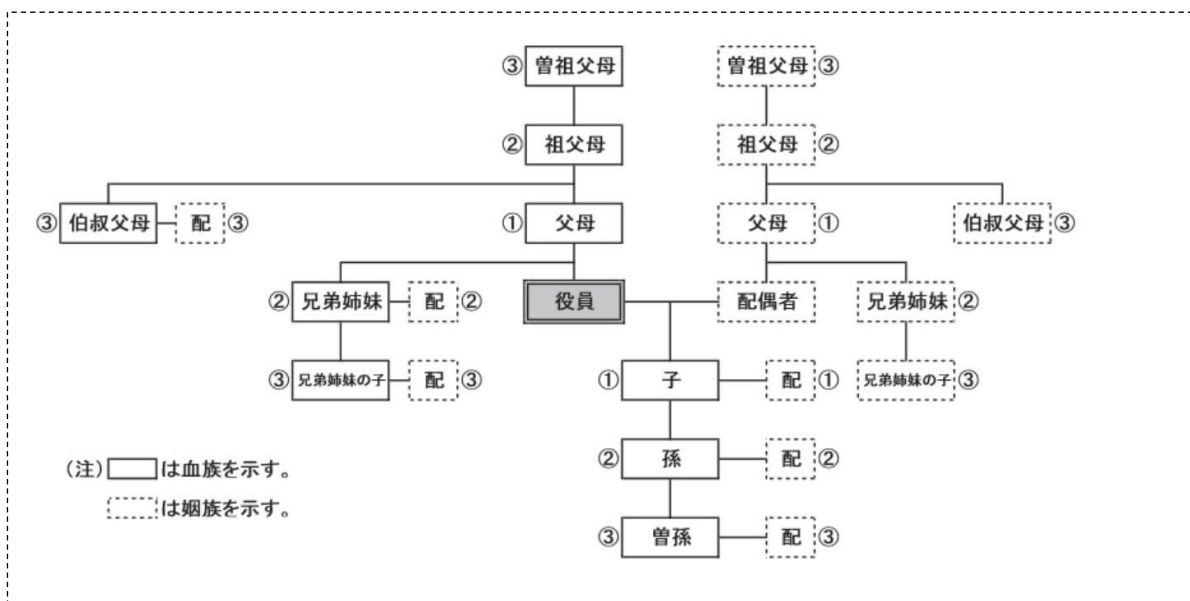 ③曽祖父母
曽祖父母③
②祖父母
祖父母②
③伯叔父母
配③
①父母
父母①
伯叔父母③
②兄弟姉妹
配②
役員
配偶者
兄弟姉妹②
③兄弟姉妹の子
配③
①子
配①
兄弟姉妹の子③
②孫
配②
(注)
は血族を示す。
は姻族を示す。
③曽孫
配③